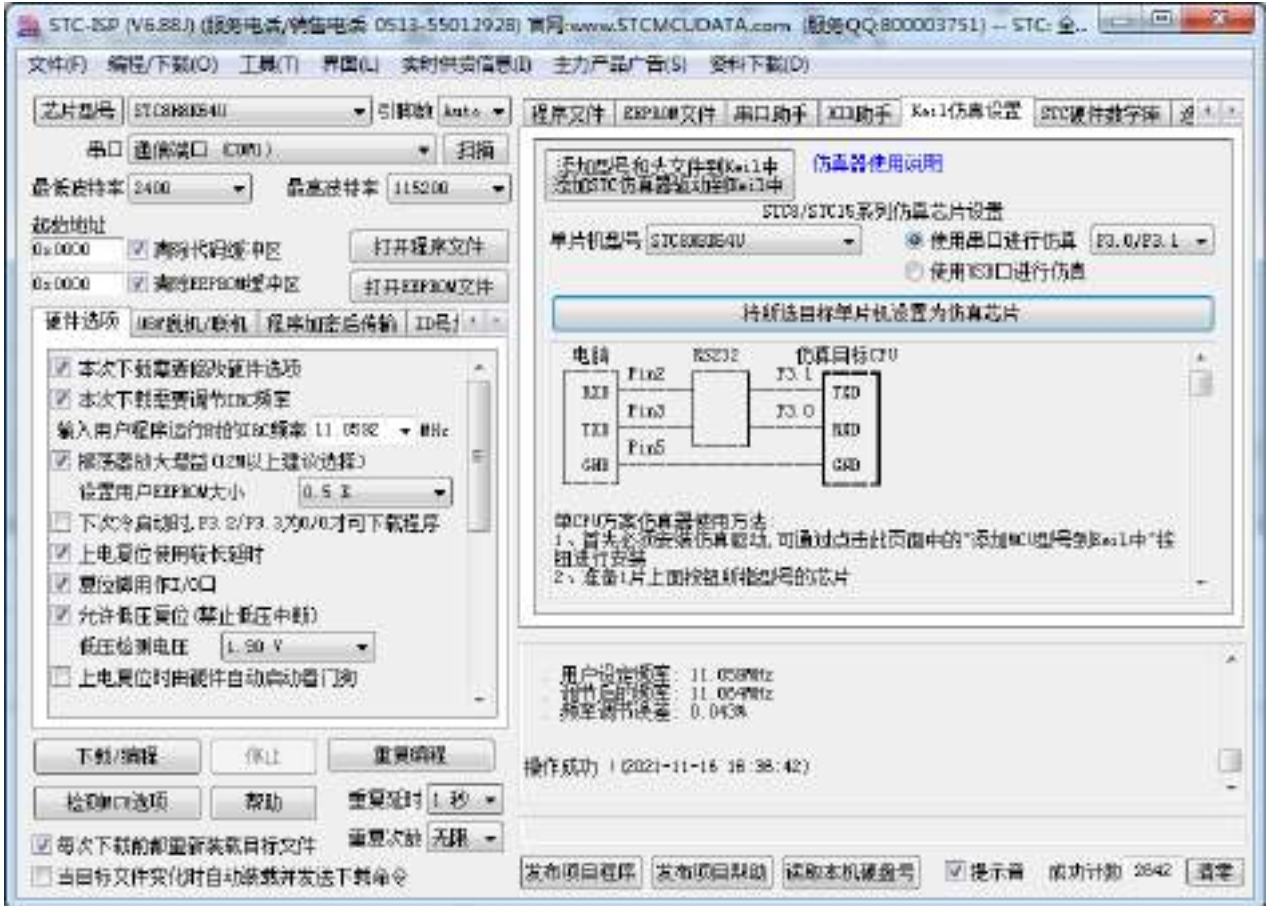 STC-ISP (V6.88J) (服务电话/销售电话 0513-55012928) 官网:www.STCMCUDATA.com (服务QQ:800003751) -- STC: 全..
文件(F) 编程/下载(O) 工具(T) 界面(L) 实时供货信息(I) 主力产品广告(S) 资料下载(D)
芯片型号 STC8H8K64U 引脚数 Auto
串口 通信端口 (COM1) 扫描
最低波特率 2400 最高波特率 115200
起始地址
0x0000 清除代码缓冲区 打开程序文件
0x0000 清除EEPROM缓冲区 打开EEPROM文件
硬件选项 程序加密后传输 ID号
本次下载需要修改硬件选项
本次下载需要调节IRC频率
输入用户程序运行时的IRC频率 11.0592 MHz
振荡器放大增益(12M以上建议选择)
设置用户EEPROM大小 0.5 K
下次冷启动时,P3.2/P3.3为0/0才可下载程序
上电复位使用较长延时
复位脚用作I/O口
允许低压复位(禁止低压中断)
低压检测电压 1.90 V
上电复位时由硬件自动启动看门狗
下载/编程 停止 重复编程
检测MCU选项 帮助 重复延时 1 秒
每次下载前都重新装载目标文件 重复次数 无限
当目标文件变化时自动装载并发送下载命令
程序文件 EEPROM文件 串口助手 Keil仿真设置
添加型号和头文件到Keil中
添加STC仿真器驱动到Keil中
仿真器使用说明
STC8/STC15系列仿真芯片设置
单片机型号 STC8H8K64U 使用串口进行仿真 P3.0/P3.1
使用USB口进行仿真
将所选目标单片机设置为仿真芯片
电脑 RS232 仿真目标CPU
RXD Pin2 P3.1 TXD
TXD Pin3 P3.0 RXD
GND Pin5 GND
单CPU方案仿真器使用方法:
1、首先必须安装仿真驱动,可通过点击此页面中的"添加MCU型号到Keil中"按
钮进行安装
2、准备1片上面按钮所指型号的芯片
. 用户设定频率: 11.059MHz
. 调节后的频率: 11.064MHz
. 频率调节误差: 0.043%
操作成功 !(2021-11-16 16:36:42)
发布项目程序 发布项目帮助 读取本机硬盘号 提示音 成功计数 2642 清零